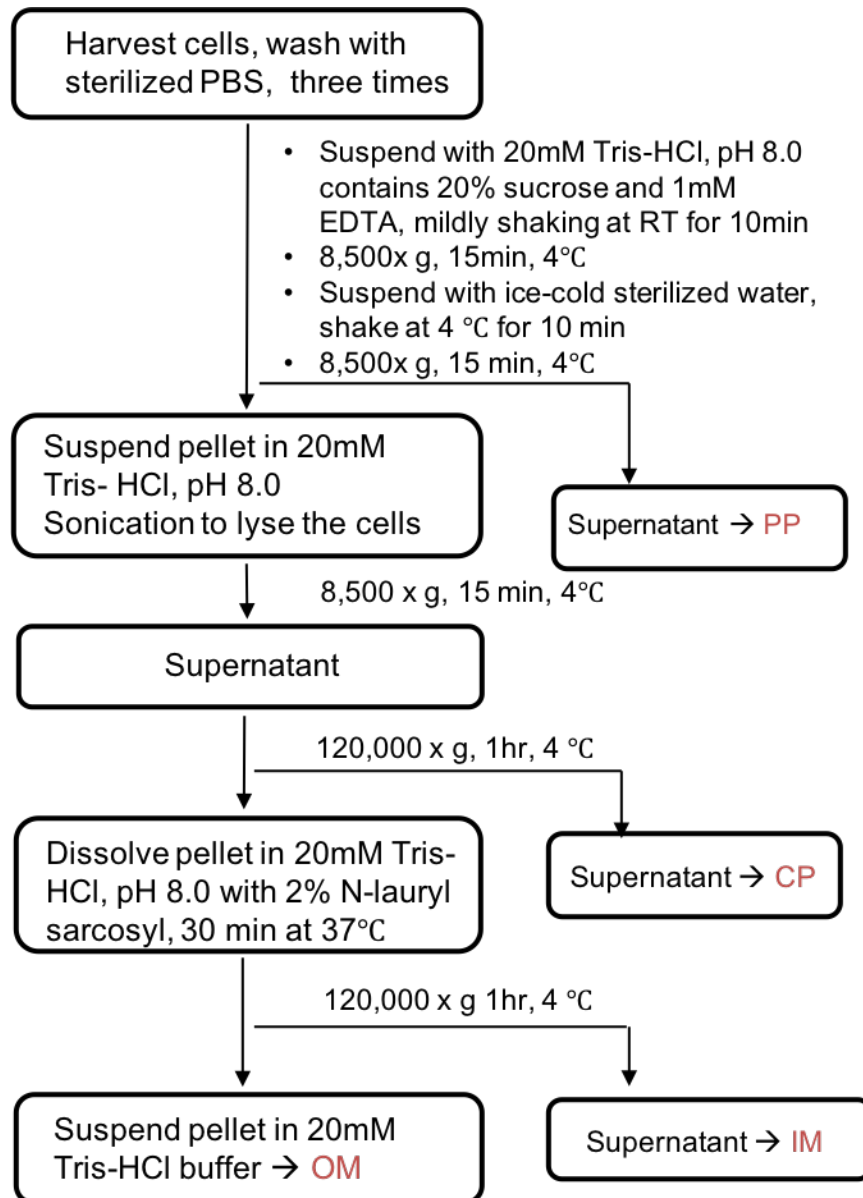 Harvest cells, wash with
sterilized PBS, three times
• Suspend with 20mM Tris-HCl, pH 8.0
contains 20% sucrose and 1mM
EDTA, mildly shaking at RT for 10min
• 8,500x g, 15min, 4℃
• Suspend with ice-cold sterilized water,
shake at 4 ℃ for 10 min
• 8,500x g, 15 min, 4℃
Suspend pellet in 20mM
Tris- HCl, pH 8.0
Sonication to lyse the cells
Supernatant → PP
8,500 x g, 15 min, 4℃
Supernatant
120,000 x g, 1hr, 4 ℃
Dissolve pellet in 20mM Tris-
HCl, pH 8.0 with 2% N-lauryl
sarcosyl, 30 min at 37℃
Supernatant → CP
120,000 x g 1hr, 4 ℃
Suspend pellet in 20mM
Tris-HCl buffer → OM
Supernatant → IM